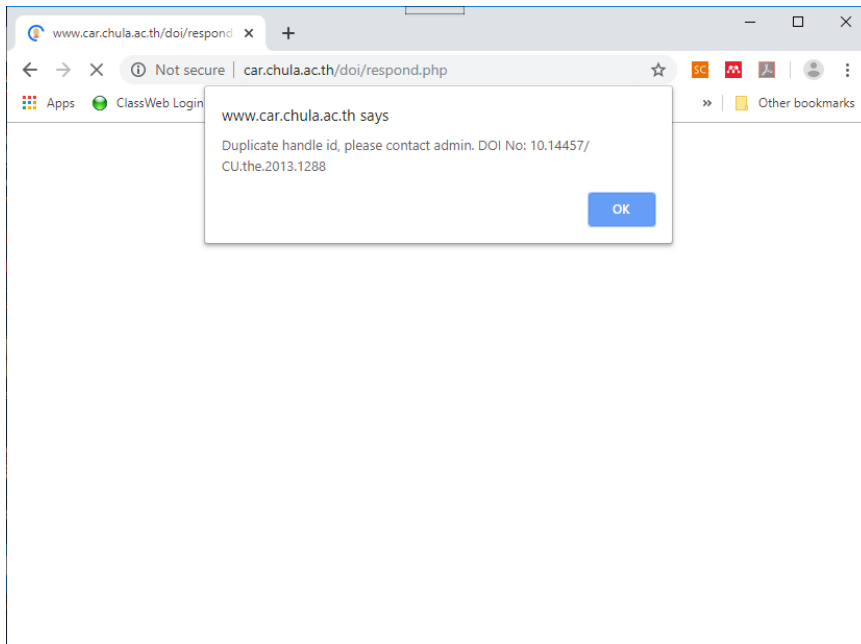 www.car.chula.ac.th/doi/respond
Not secure | car.chula.ac.th/doi/respond.php
SC
Apps
ClassWeb Login
» Other bookmarks
www.car.chula.ac.th says
Duplicate handle id, please contact admin. DOI No: 10.14457/
CU.the.2013.1288
OK